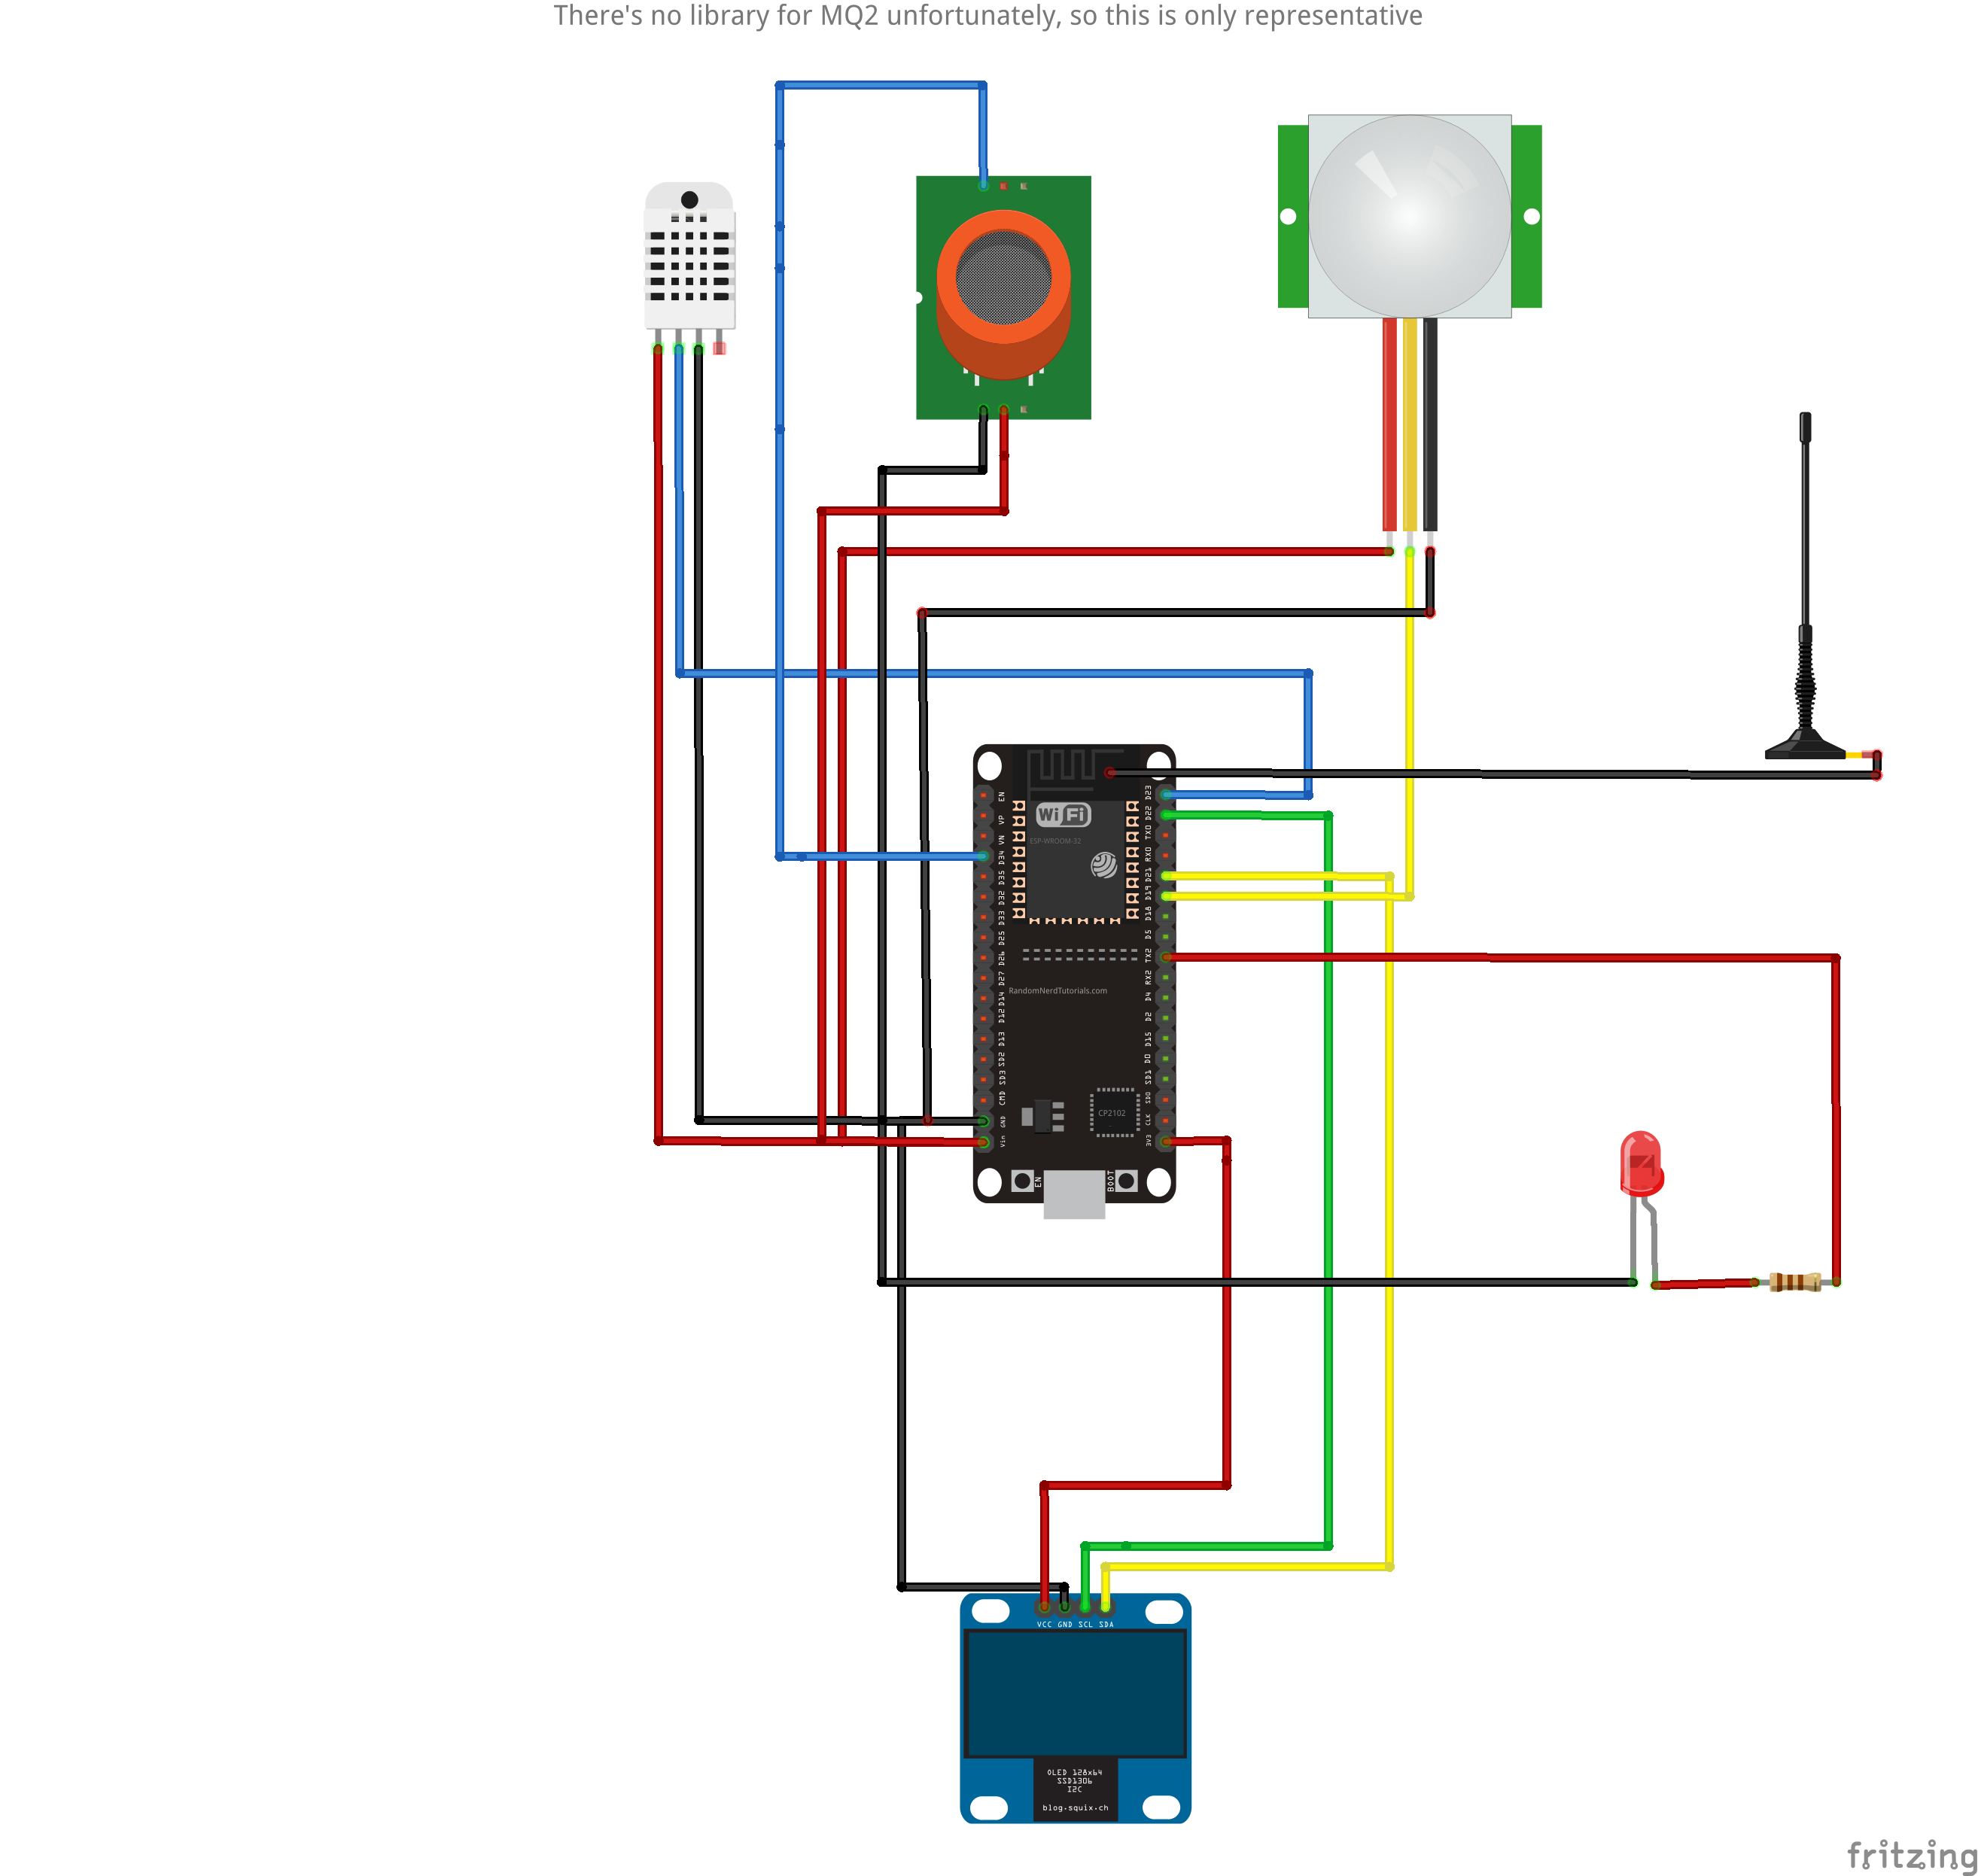 There's no library for MQ2 unfortunately, so this is only representative
EN
VP
VN
D34
D35
D32
D33
D25
D26
D27
D14
D12
D13
SD2
SD3
CMD
GND
Vin
WiFi
ESP-WROOM-32
D23
D22
TX0
RX0
D21
D19
D18
D5
TX2
RX2
D4
D2
D15
D0
SD1
SD0
CLK
3V3
RandomNerdTutorials.com
CP2102
EN
BOOT
VCC GND SCL SDA
OLED 128x64
SSD1306
I2C
blog.squix.ch
fritzing